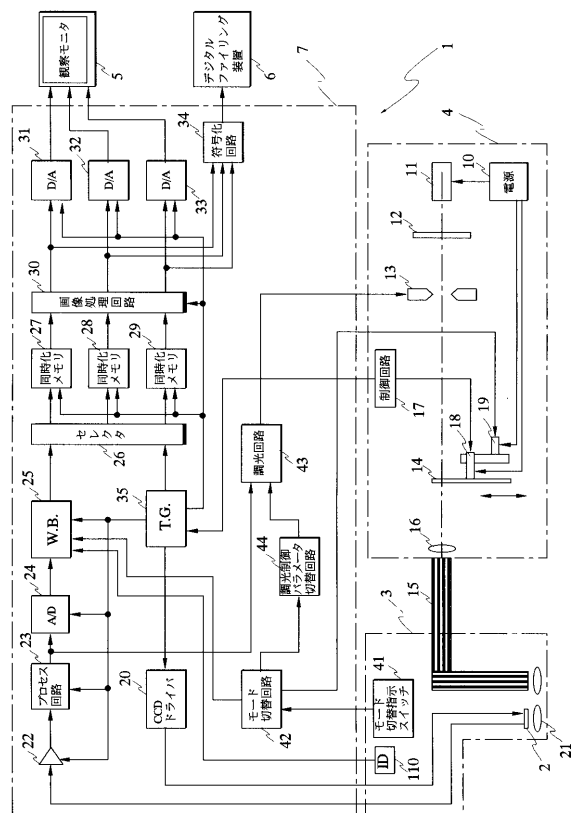 観察モニタ
5
デジタル
ファイリング
装置
6
7
1
31
D/A
32
D/A
33
D/A
34
符号化
回路
30
画像処理回路
27
同時化
メモリ
28
同時化
メモリ
29
同時化
メモリ
26
セレクタ
25
W.B.
35
T.G.
24
A/D
23
プロセス
回路
22
20
CCD
ドライバ
43
調光回路
44
調光制御
パラメータ
切替回路
42
モード
切替回路
4
11
10
電源
12
13
17
制御回路
18
19
14
16
15
3
41
モード
切替指示
スイッチ
ID
110
2
21